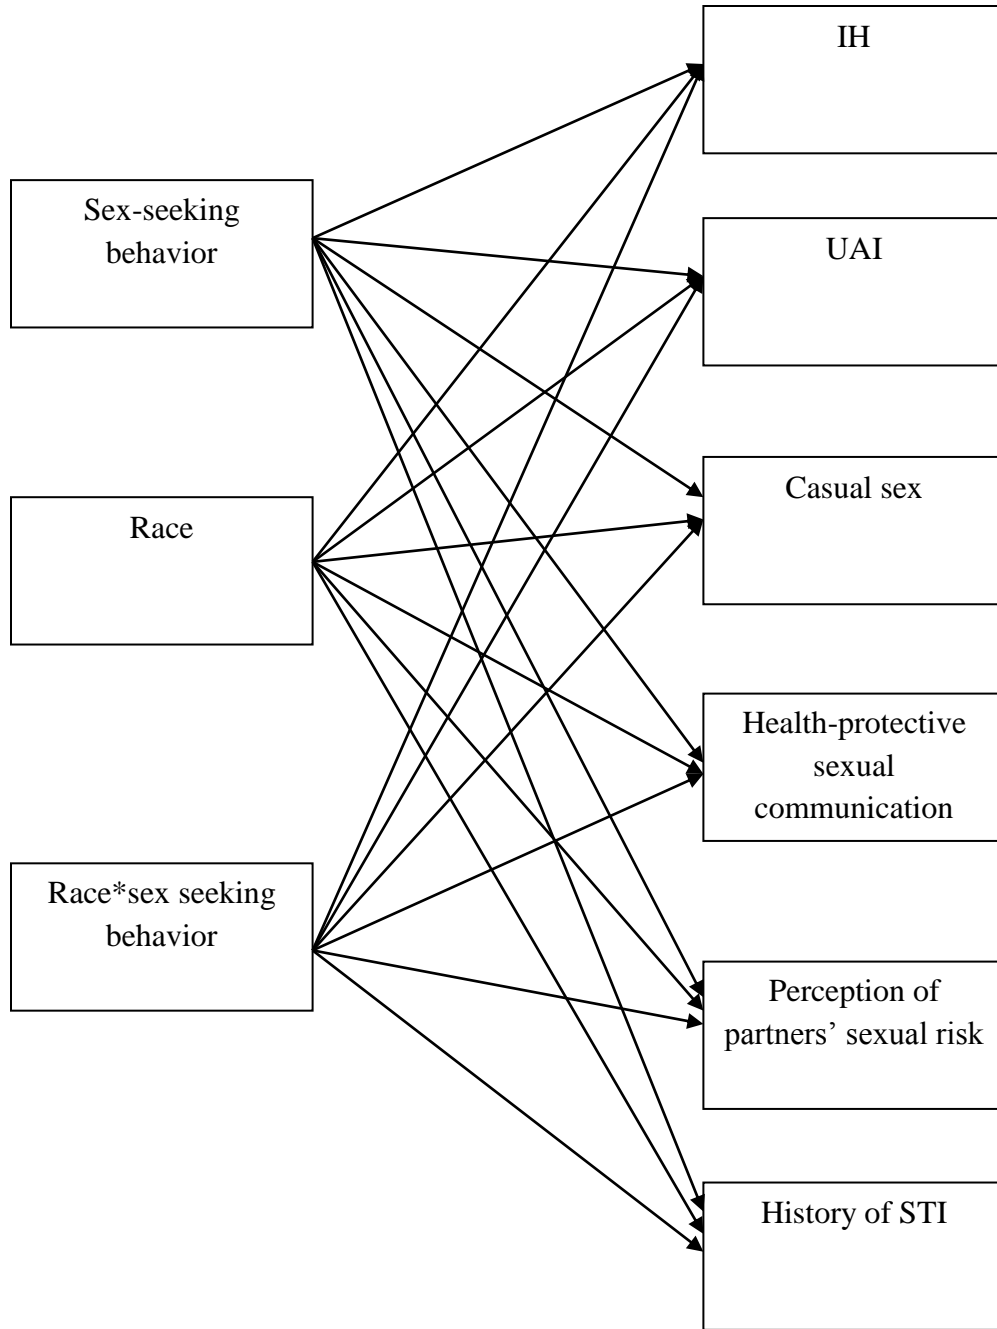 IH
Sex-seeking
behavior
UAI
Race
Casual sex
Health-protective
sexual
communication
Race*sex seeking
behavior
Perception of
partners’ sexual risk
History of STI